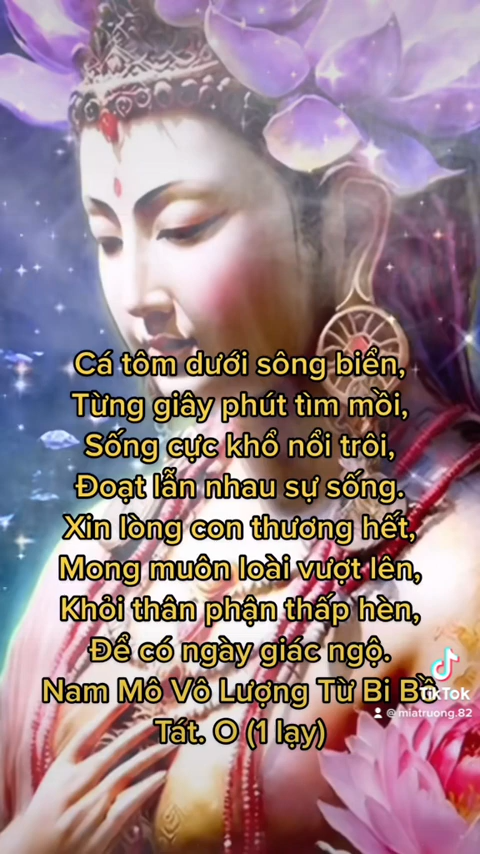 Cá tôm dưới sông biển,
Từng giây phút tìm mồi,
Sống cực khổ nổi trôi,
Đoạt lẫn nhau sự sống.
Xin lòng con thương hết,
Mong muôn loài vượt lên,
Khỏi thân phận thấp hèn,
Để có ngày giác ngộ.
Nam Mô Vô Lượng Từ Bi Bồ
Tát. O (1 lạy)
TikTok
@miatruong.82